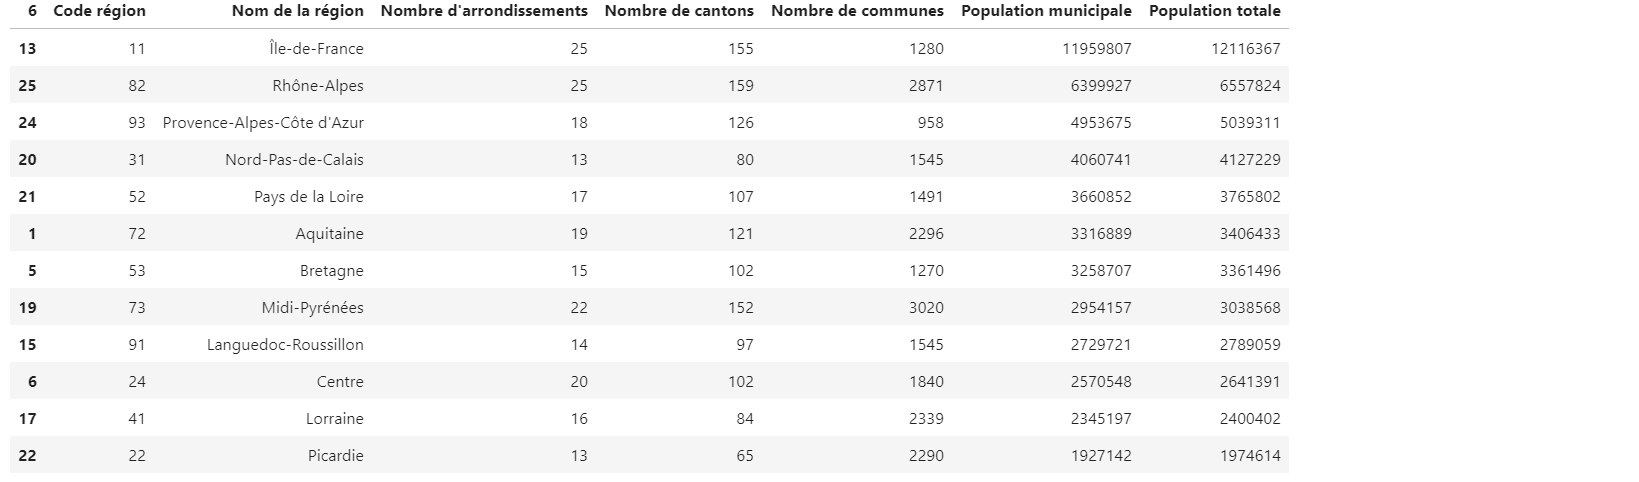 6 Code région Nom de la région Nombre d'arrondissements Nombre de cantons Nombre de communes Population municipale Population totale
13 11 Île-de-France 25 155 1280 11959807 12116367
25 82 Rhône-Alpes 25 159 2871 6399927 6557824
24 93 Provence-Alpes-Côte d'Azur 18 126 958 4953675 5039311
20 31 Nord-Pas-de-Calais 13 80 1545 4060741 4127229
21 52 Pays de la Loire 17 107 1491 3660852 3765802
1 72 Aquitaine 19 121 2296 3316889 3406433
5 53 Bretagne 15 102 1270 3258707 3361496
19 73 Midi-Pyrénées 22 152 3020 2954157 3038568
15 91 Languedoc-Roussillon 14 97 1545 2729721 2789059
6 24 Centre 20 102 1840 2570548 2641391
17 41 Lorraine 16 84 2339 2345197 2400402
22 22 Picardie 13 65 2290 1927142 1974614